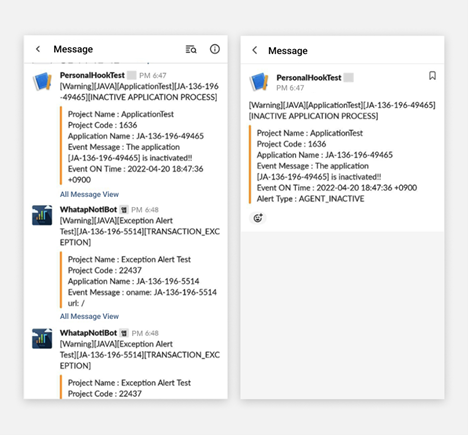 Message
PersonalHookTest PM 6:47
[Warning][JAVA][ApplicationTest][JA-136-196
-49465][INACTIVE APPLICATION PROCESS]
Project Name : ApplicationTest
Project Code : 1636
Application Name : JA-136-196-49465
Event Message : The application
[JA-136-196-49465] is inactivated!!
Event ON Time : 2022-04-20 18:47:36
+0900
All Message View
WhatapNotiBot PM 6:48
[Warning][JAVA][Exception Alert
Test][JA-136-196-5514][TRANSACTION_EXC
EPTION]
Project Name : Exception Alert Test
Project Code : 22437
Application Name : JA-136-196-5514
Event Message : oname: JA-136-196-5514
url: /
All Message View
WhatapNotiBot PM 6:48
[Warning][JAVA][Exception Alert
Test][JA-136-196-5514][TRANSACTION_EXC
EPTION]
Project Name : Exception Alert Test
Project Code : 22437
Message
PersonalHookTest
PM 6:47
[Warning][JAVA][ApplicationTest][JA-136-196-49465]
[INACTIVE APPLICATION PROCESS]
Project Name : ApplicationTest
Project Code : 1636
Application Name : JA-136-196-49465
Event Message : The application
[JA-136-196-49465] is inactivated!!
Event ON Time : 2022-04-20 18:47:36 +0900
Alert Type : AGENT_INACTIVE